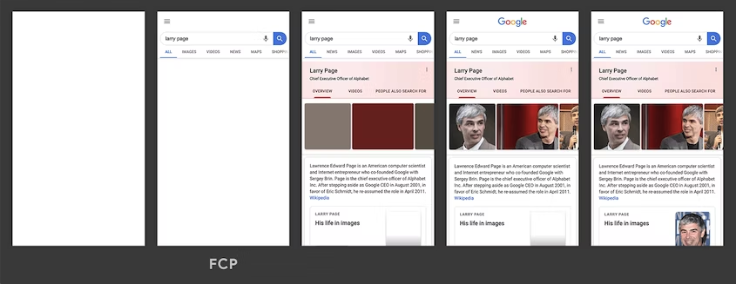 larry page
ALL IMAGES VIDEOS NEWS MAPS
FCP
larry page
ALL NEWS IMAGES VIDEOS MAPS
Larry Page
Chief Executive Officer of Alphabet
OVERVIEW VIDEOS PEOPLE ALSO SEARCH FOR
Lawrence Edward Page is an American computer scientist
and Internet entrepreneur who co-founded Google with
Sergey Brin. Page is the chief executive officer of Alphabet
Inc. After stepping aside as Google CEO in August 2001, in
favor of Eric Schmidt, he re-assumed the role in April 2011.
Wikipedia
LARRY PAGE
His life in images
Google
larry page
ALL NEWS IMAGES VIDEOS MAPS
Larry Page
Chief Executive Officer of Alphabet
OVERVIEW VIDEOS PEOPLE ALSO SEARCH FOR
Lawrence Edward Page is an American computer scientist
and Internet entrepreneur who co-founded Google with
Sergey Brin. Page is the chief executive officer of Alphabet
Inc. After stepping aside as Google CEO in August 2001, in
favor of Eric Schmidt, he re-assumed the role in April 2011.
Wikipedia
LARRY PAGE
His life in images
Google
larry page
ALL NEWS IMAGES VIDEOS MAPS
Larry Page
Chief Executive Officer of Alphabet
OVERVIEW VIDEOS PEOPLE ALSO SEARCH FOR
Lawrence Edward Page is an American computer scientist
and Internet entrepreneur who co-founded Google with
Sergey Brin. Page is the chief executive officer of Alphabet
Inc. After stepping aside as Google CEO in August 2001, in
favor of Eric Schmidt, he re-assumed the role in April 2011.
Wikipedia
LARRY PAGE
His life in images